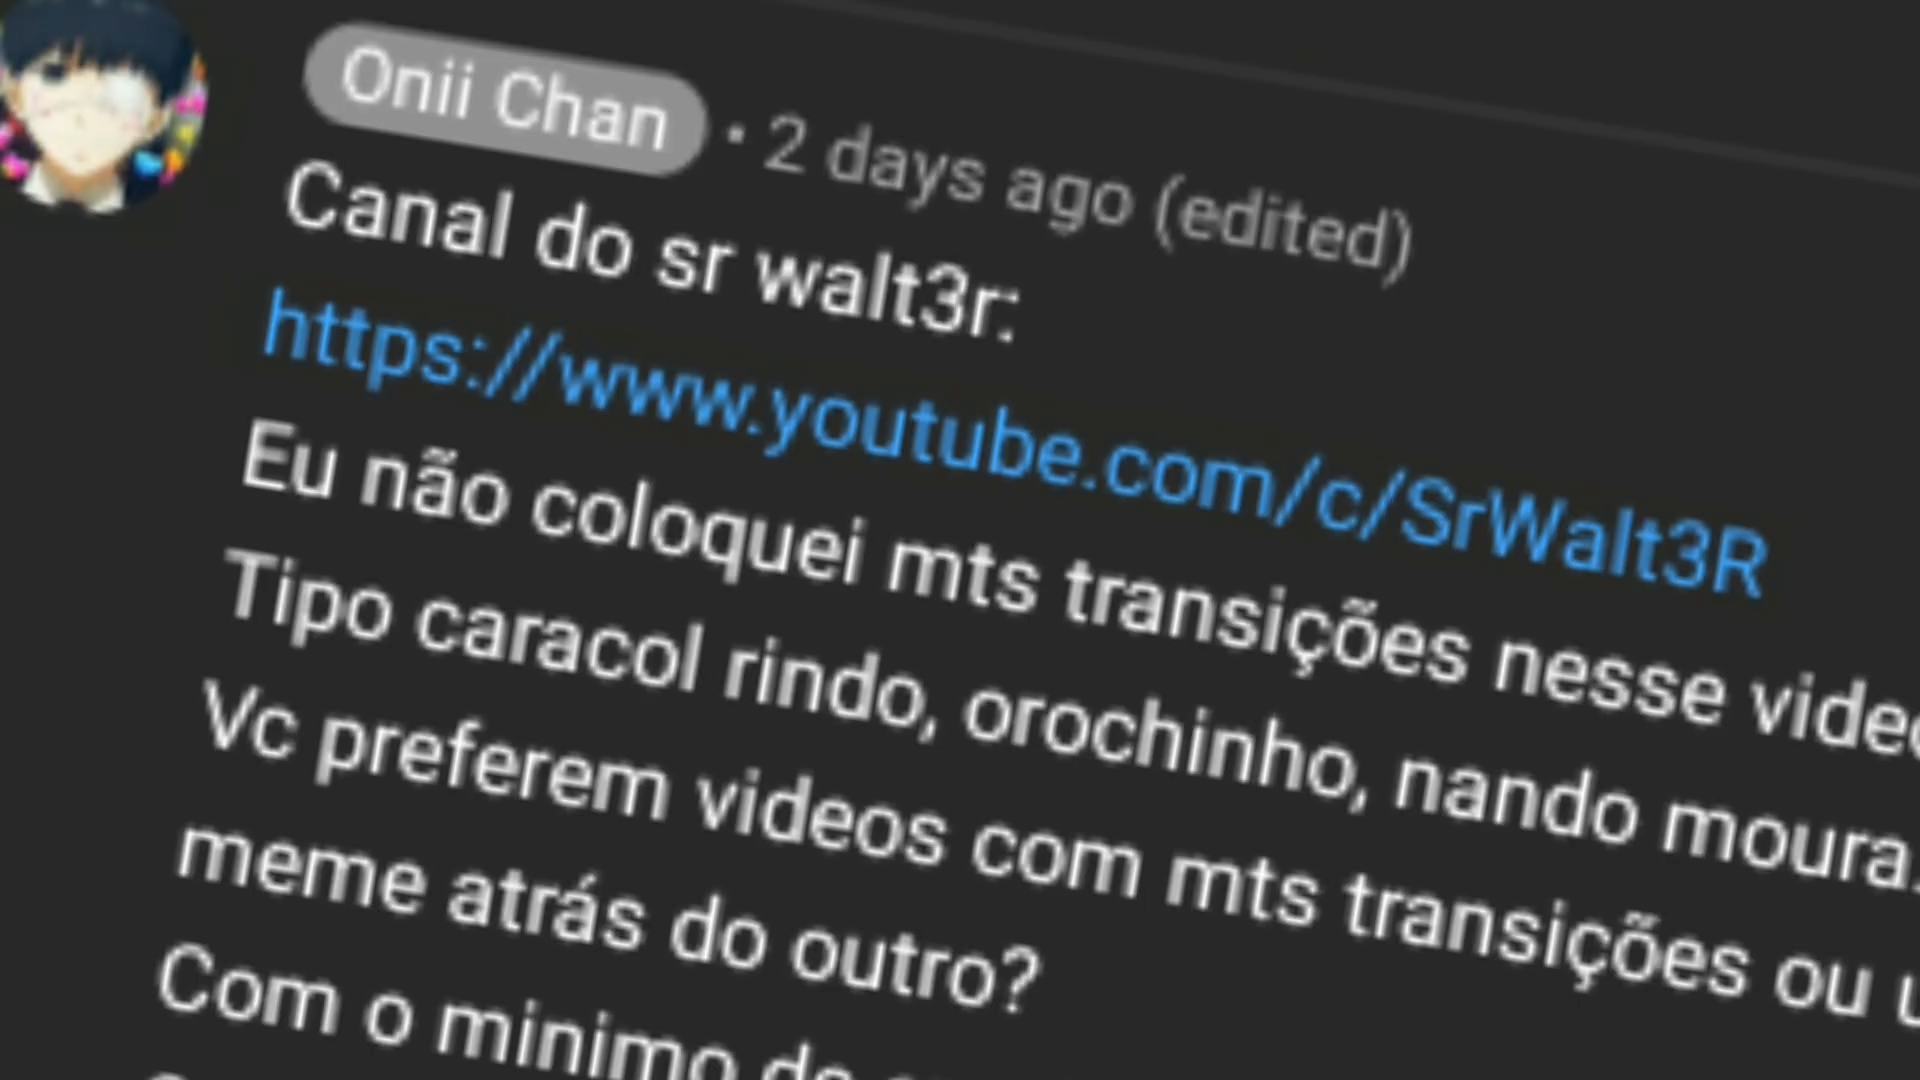 Onii Chan · 2 days ago (edited)
Canal do sr walt3r:
https://www.youtube.com/c/SrWalt3R
Eu não coloquei mts transições nesse video
Tipo caracol rindo, orochinho, nando moura.
Vc preferem videos com mts transições ou
meme atrás do outro?
Com o minimo de